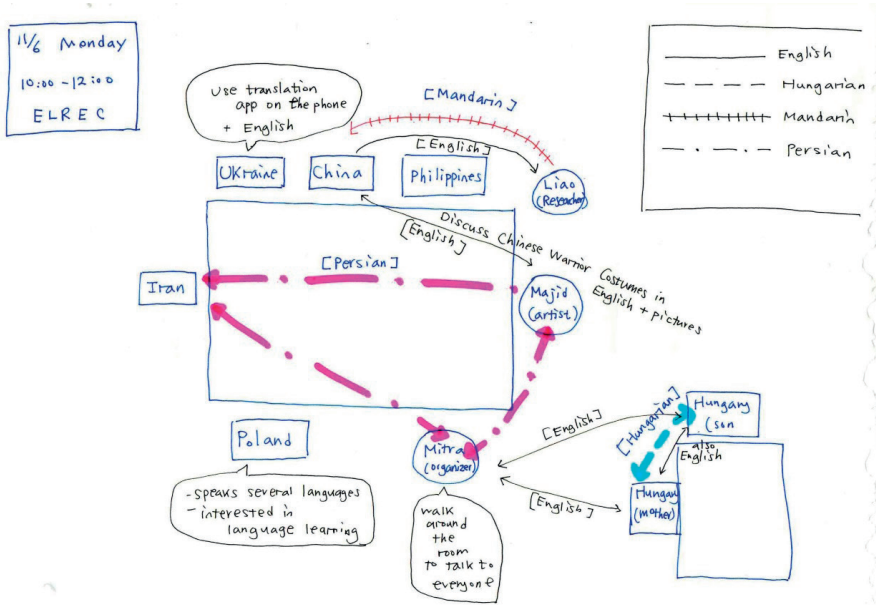 11/6 Monday
10:00-12:00
ELREC
English
Hungarian
Mandarin
Persian
Use translation
app on the phone
+ English
[Mandarin]
[English]
Ukraine
China
Philippines
Liao
(Researcher)
Discuss Chinese Warrior Costumes in
English + pictures
[English]
[Persian]
Iran
Majid
(artist)
Poland
-speaks several languages
-interested in
language learning
Mitra
(organizer)
walk
around
the
room
to talk to
everyone
[English]
[Hungarian]
Hungary
(son
also
English
[English]
Hungary
(mother)